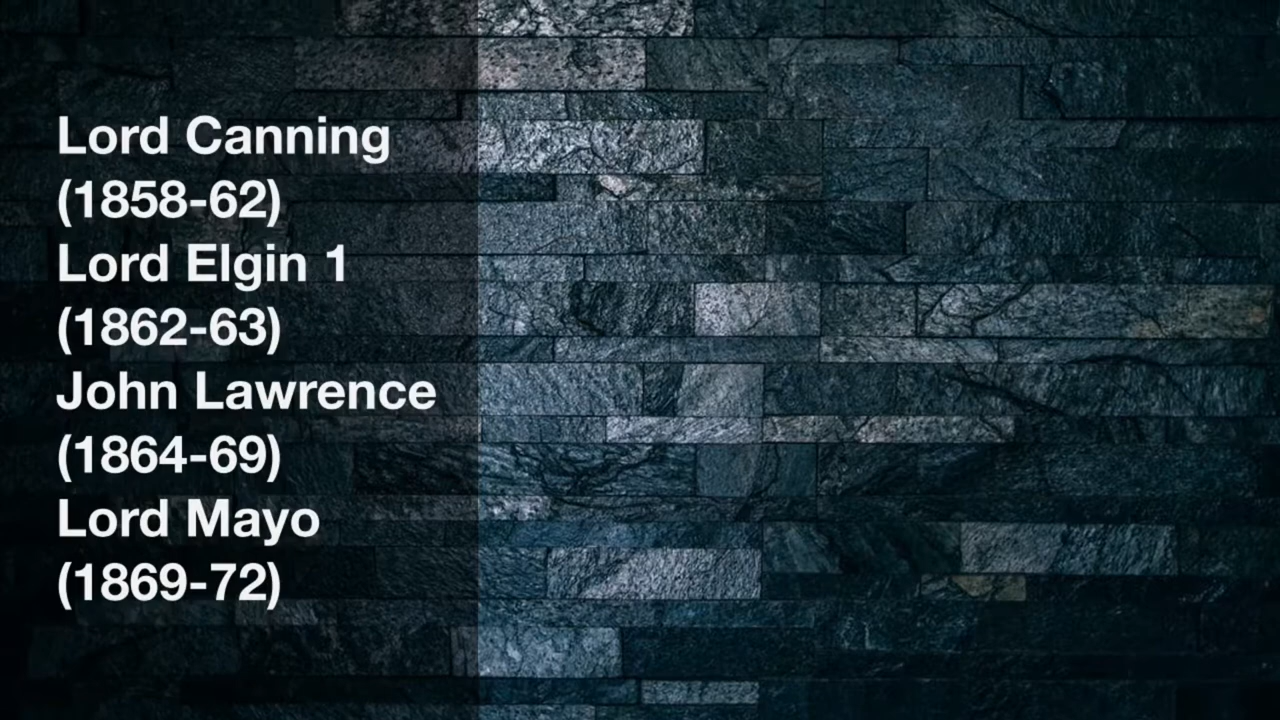 Lord Canning
(1858-62)
Lord Elgin 1
(1862-63)
John Lawrence
(1864-69)
Lord Mayo
(1869-72)